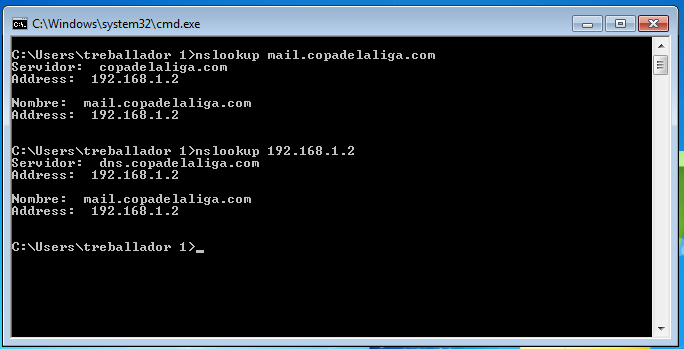 C:\Windows\system32\cmd.exe
C:\Users\treballador 1>nslookup mail.copadelaliga.com
Servidor:  copadelaliga.com
Address:  192.168.1.2
Nombre:  mail.copadelaliga.com
Address:  192.168.1.2
C:\Users\treballador 1>nslookup 192.168.1.2
Servidor:  dns.copadelaliga.com
Address:  192.168.1.2
Nombre:  mail.copadelaliga.com
Address:  192.168.1.2
C:\Users\treballador 1>_